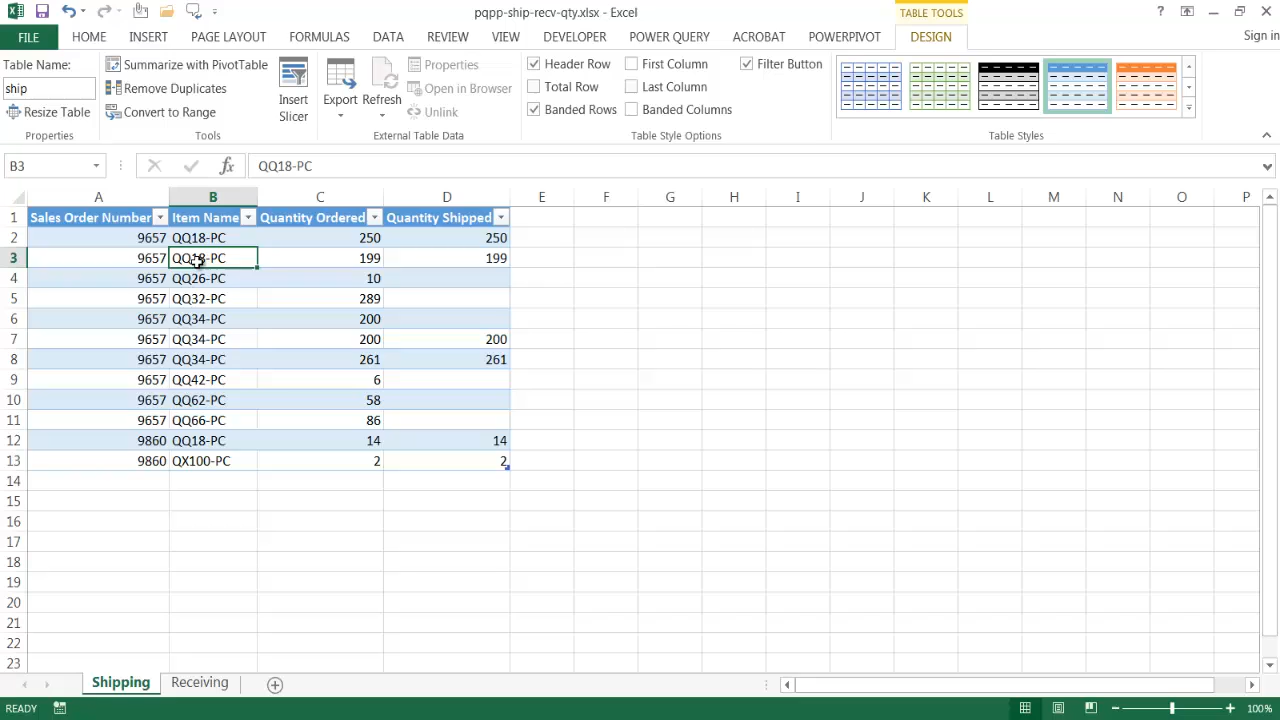 pqpp-ship-recv-qty.xlsx - Excel
TABLE TOOLS
?
FILE HOME INSERT PAGE LAYOUT FORMULAS DATA REVIEW VIEW DEVELOPER POWER QUERY ACROBAT POWERPIVOT DESIGN Sign in
Table Name:
ship
Resize Table
Properties
Summarize with PivotTable
Remove Duplicates
Convert to Range
Tools
Insert
Slicer
Export
Refresh
Properties
Open in Browser
Unlink
External Table Data
Header Row First Column Filter Button
Total Row Last Column
Banded Rows Banded Columns
Table Style Options
Table Styles
B3 fx QQ18-PC
A B C D E F G H I J K L M N O P
1 Sales Order Number Item Name Quantity Ordered Quantity Shipped
2 9657 QQ18-PC 250 250
3 9657 QQ18-PC 199 199
4 9657 QQ26-PC 10
5 9657 QQ32-PC 289
6 9657 QQ34-PC 200
7 9657 QQ34-PC 200 200
8 9657 QQ34-PC 261 261
9 9657 QQ42-PC 6
10 9657 QQ62-PC 58
11 9657 QQ66-PC 86
12 9860 QQ18-PC 14 14
13 9860 QX100-PC 2 2
14
15
16
17
18
19
20
21
22
23
Shipping Receiving
READY 100%